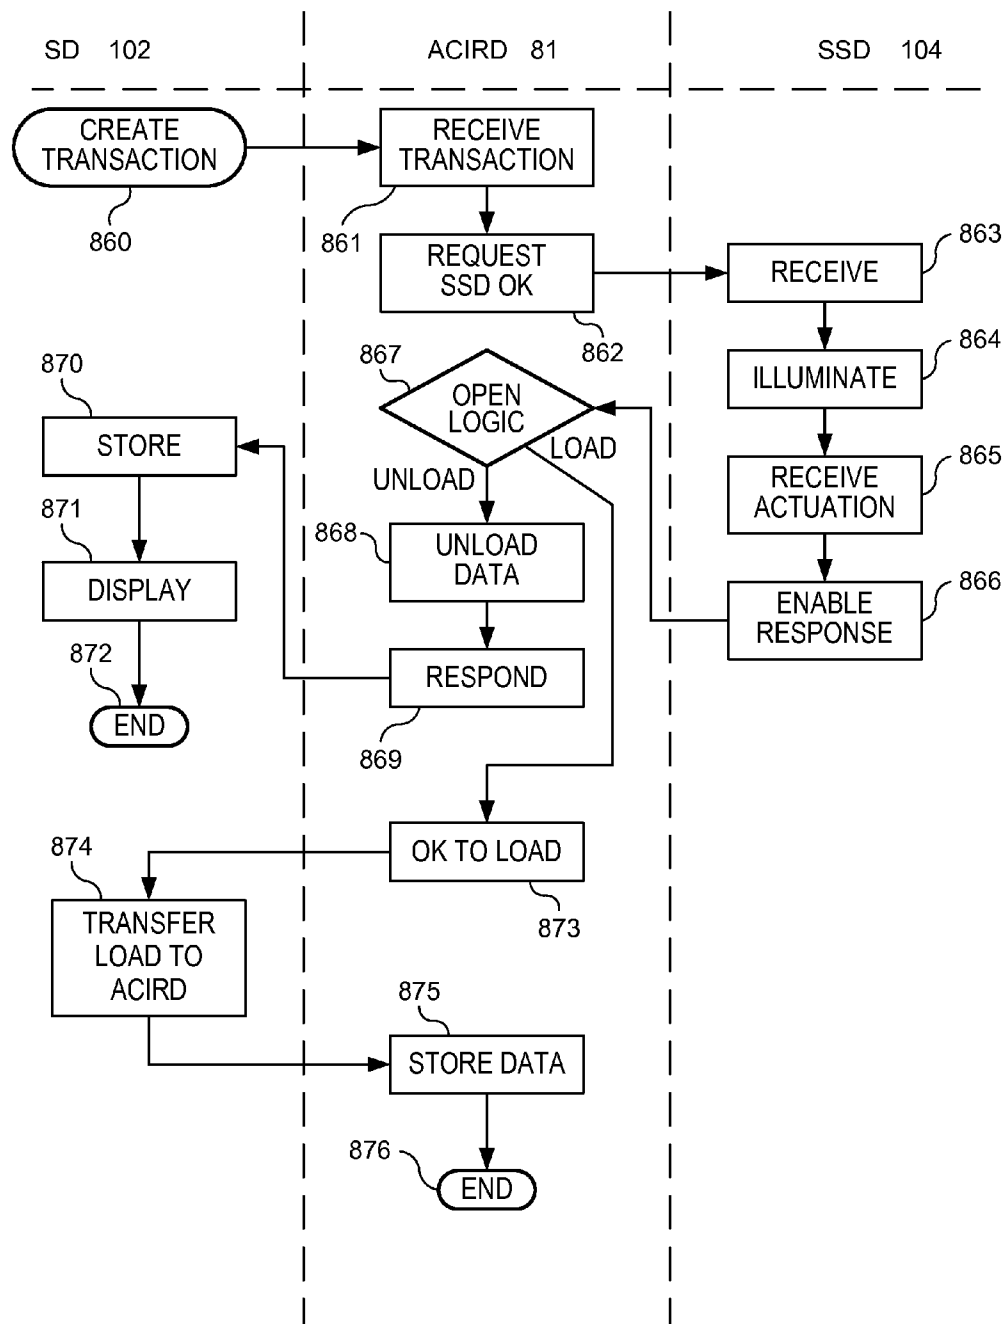 SD 102
ACIRD 81
SSD 104
CREATE
TRANSACTION
860
RECEIVE
TRANSACTION
861
REQUEST
SSD OK
862
RECEIVE
863
ILLUMINATE
864
RECEIVE
ACTUATION
865
ENABLE
RESPONSE
866
867
OPEN
LOGIC
LOAD
UNLOAD
868
UNLOAD
DATA
RESPOND
869
870
STORE
871
DISPLAY
872
END
OK TO LOAD
873
874
TRANSFER
LOAD TO
ACIRD
875
STORE DATA
876
END